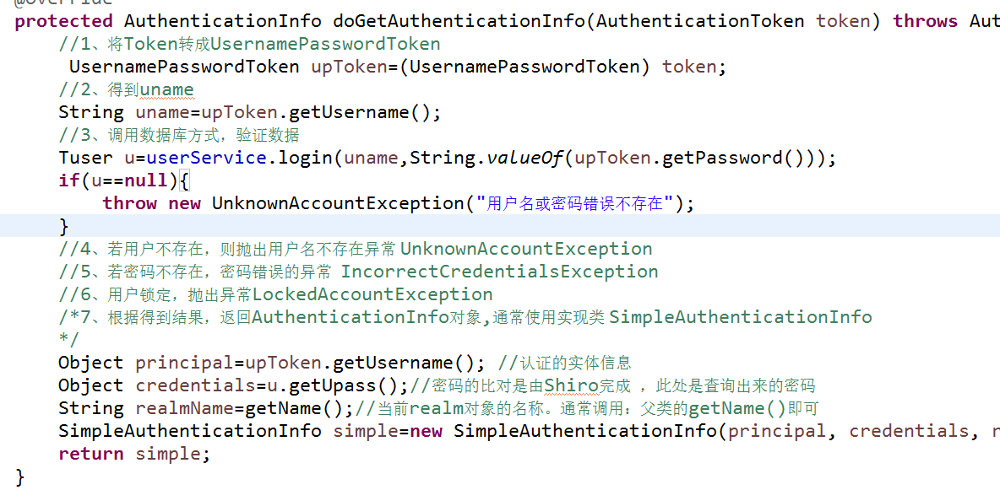 @Override
protected AuthenticationInfo doGetAuthenticationInfo(AuthenticationToken token) throws Aut
//1、将Token转成UsernamePasswordToken
UsernamePasswordToken upToken=(UsernamePasswordToken) token;
//2、得到uname
String uname=upToken.getUsername();
//3、调用数据库方式，验证数据
Tuser u=userService.login(uname,String.valueOf(upToken.getPassword()));
if(u==null){
throw new UnknownAccountException("用户名或密码错误不存在");
}
//4、若用户不存在，则抛出用户名不存在异常 UnknownAccountException
//5、若密码不存在，密码错误的异常 IncorrectCredentialsException
//6、用户锁定，抛出异常LockedAccountException
/*7、根据得到结果，返回AuthenticationInfo对象,通常使用实现类 SimpleAuthenticationInfo
*/
Object principal=upToken.getUsername(); //认证的实体信息
Object credentials=u.getUpass();//密码的比对是由Shiro完成 ，此处是查询出来的密码
String realmName=getName();//当前realm对象的名称。通常调用：父类的getName()即可
SimpleAuthenticationInfo simple=new SimpleAuthenticationInfo(principal, credentials, r
return simple;
}